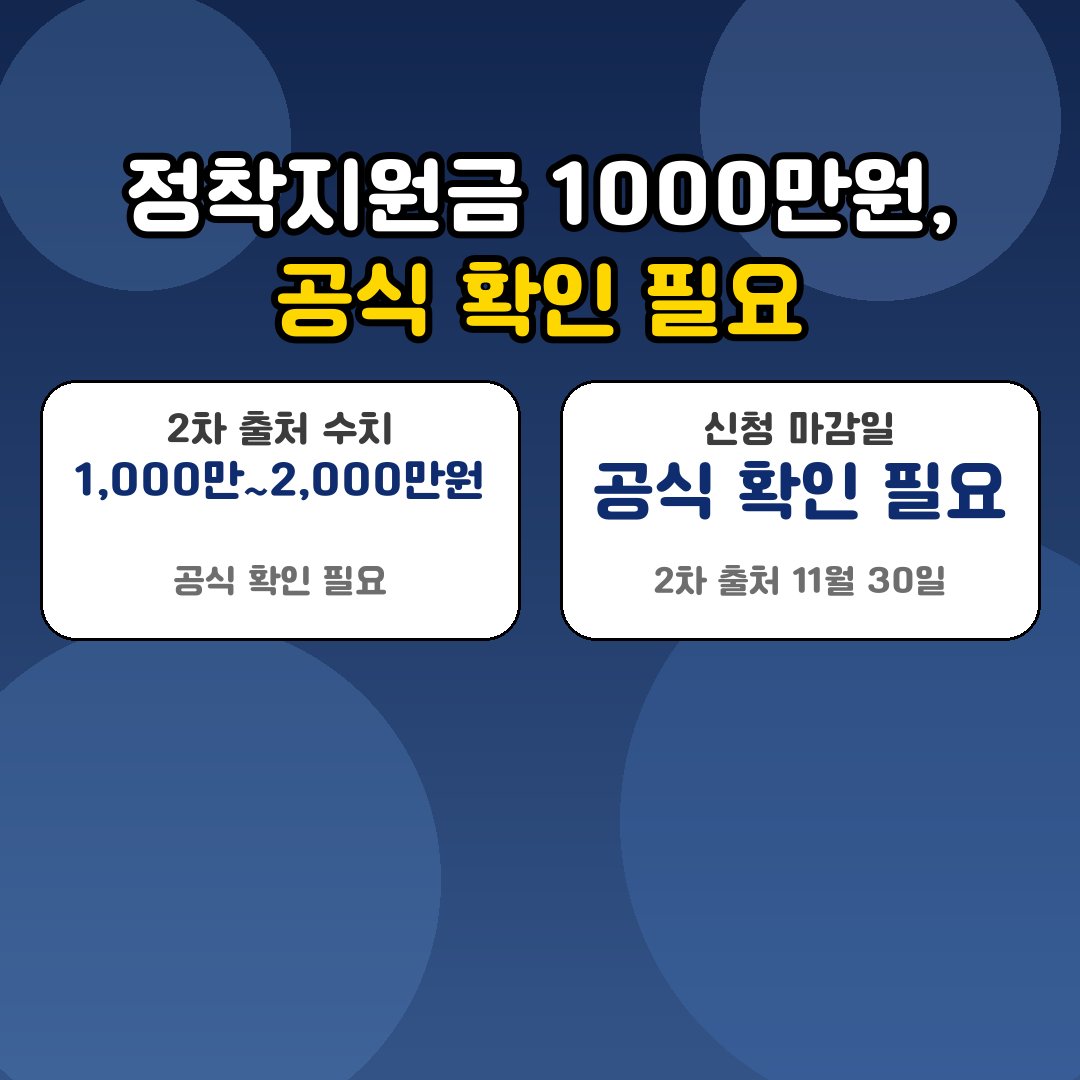 정착지원금 1000만원,
공식 확인 필요
2차 출처 수치
1,000만~2,000만원
공식 확인 필요
신청 마감일
공식 확인 필요
2차 출처 11월 30일